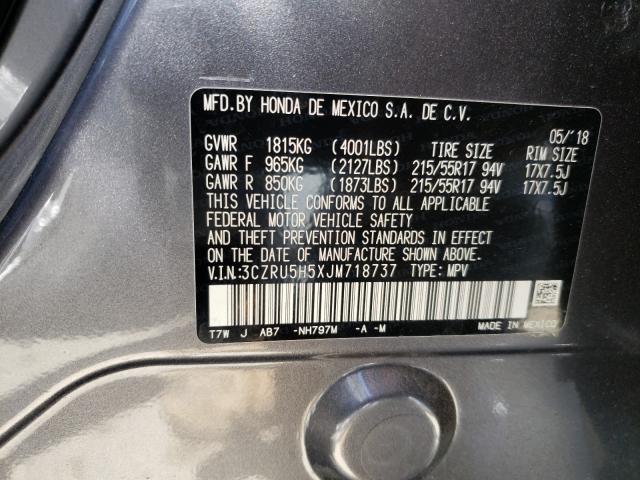 MFD.BY HONDA DE MEXICO S.A. DE C.V.
05/'18
GVWR 1815KG (4001LBS) TIRE SIZE RIM SIZE
GAWR F 965KG (2127LBS) 215/55R17 94V 17X7.5J
GAWR R 850KG (1873LBS) 215/55R17 94V 17X7.5J
THIS VEHICLE CONFORMS TO ALL APPLICABLE
FEDERAL MOTOR VEHICLE SAFETY
AND THEFT PREVENTION STANDARDS IN EFFECT
ON THE DATE OF MANUFACTURE SHOWN ABOVE.
V.I.N:3CZRU5H5XJM718737 TYPE: MPV
T7W J AB7 -NH797M -A -M MADE IN MEXICO